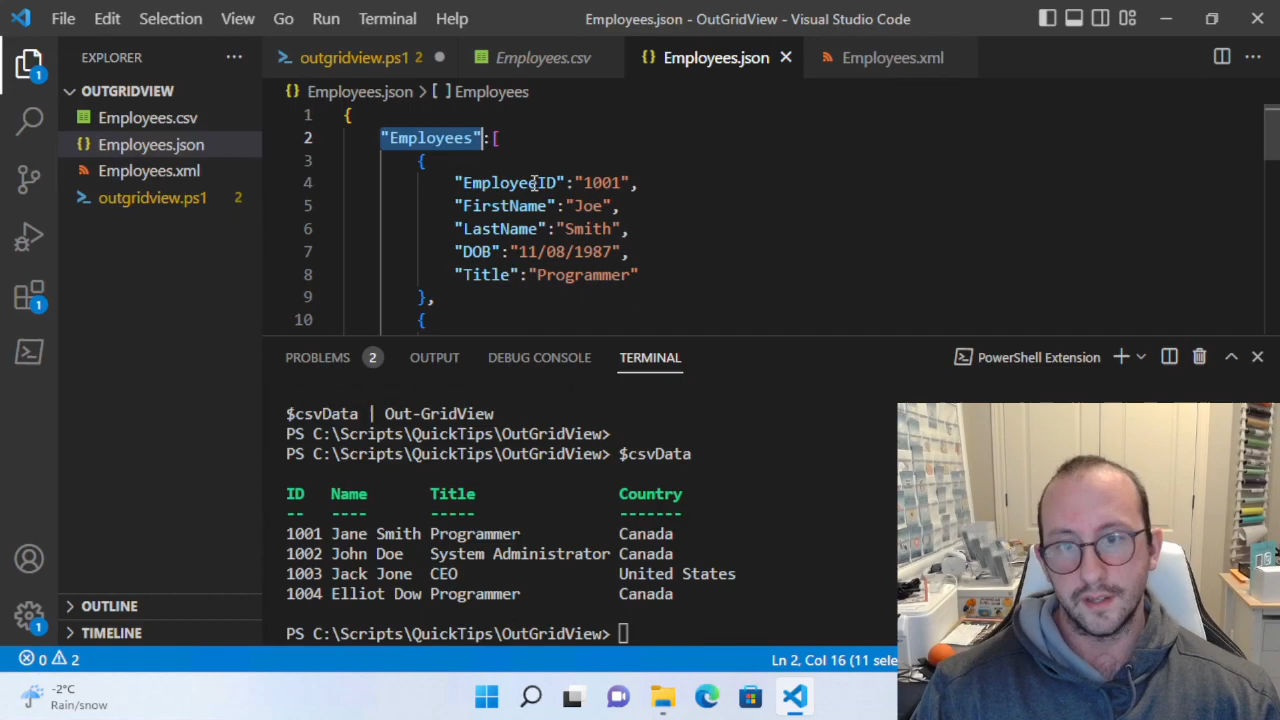 File Edit Selection View Go Run Terminal Help
Employees.json - OutGridView - Visual Studio Code
EXPLORER
outgridview.ps1 2
Employees.csv
Employees.json
Employees.xml
OUTGRIDVIEW
Employees.csv
Employees.json
Employees.xml
outgridview.ps1 2
OUTLINE
TIMELINE
1
1
1
Employees.json > [ ] Employees
1 {
2 "Employees":[
3 {
4 "EmployeeID":"1001",
5 "FirstName":"Joe",
6 "LastName":"Smith",
7 "DOB":"11/08/1987",
8 "Title":"Programmer"
9 },
10 {
PROBLEMS 2 OUTPUT DEBUG CONSOLE TERMINAL
PowerShell Extension
$csvData | Out-GridView
PS C:\Scripts\QuickTips\OutGridView>
PS C:\Scripts\QuickTips\OutGridView> $csvData
ID Name Title Country
-- ---- ----- -------
1001 Jane Smith Programmer Canada
1002 John Doe System Administrator Canada
1003 Jack Jone CEO United States
1004 Elliot Dow Programmer Canada
PS C:\Scripts\QuickTips\OutGridView>
0 2
Ln 2, Col 16 (11 sele
-2°C
Rain/snow